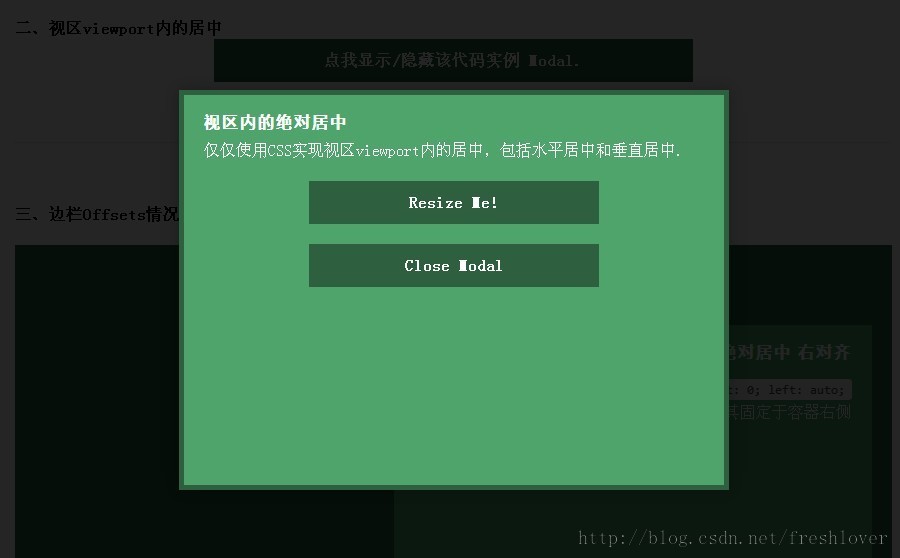 二、视区viewport内的居中
点我显示/隐藏该代码实例 Modal.
视区内的绝对居中
仅仅使用CSS实现视区viewport内的居中，包括水平居中和垂直居中.
Resize Me!
Close Modal
三、边栏Offsets情况
绝对居中 右对齐
t: 0; left: auto;
其固定于容器右侧
http://blog.csdn.net/freshlover